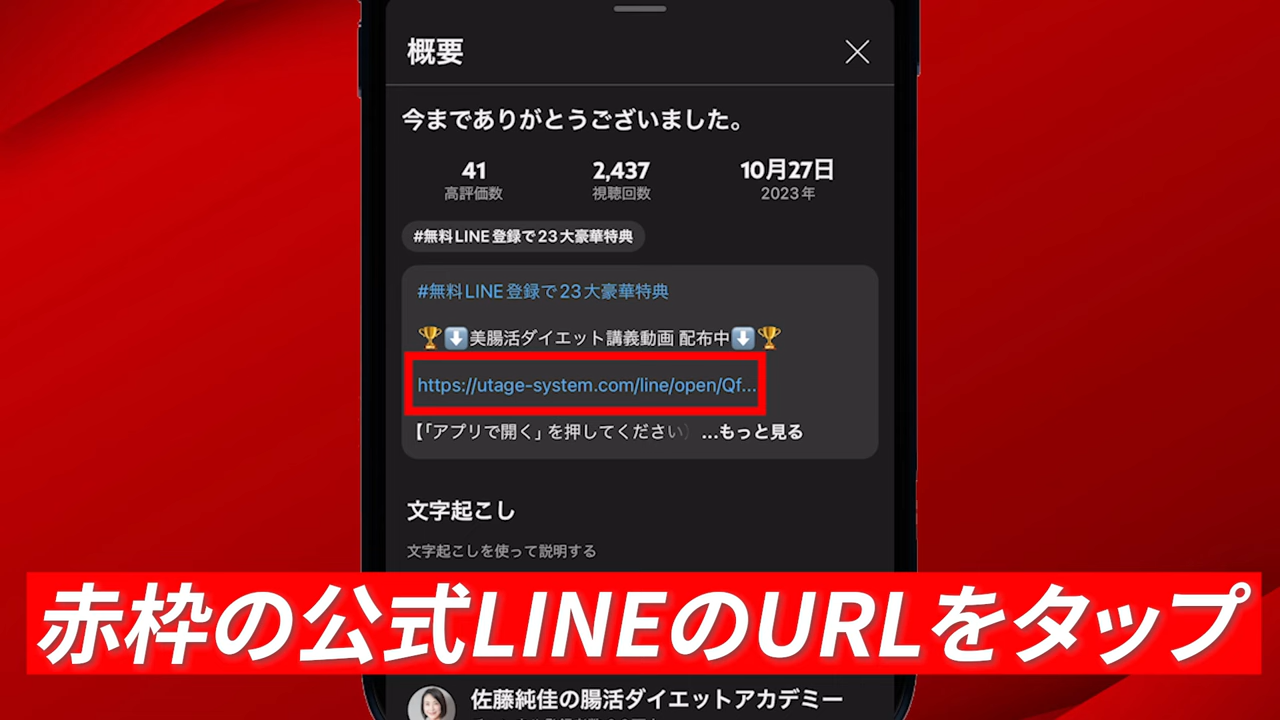 概要
今までありがとうございました。
41
高評価数
2,437
視聴回数
10月27日
2023年
#無料LINE登録で23大豪華特典
#無料LINE登録で23大豪華特典
🏆⬇️美腸活ダイエット講義動画 配布中⬇️🏆
https://utage-system.com/line/open/Qf...
【「アプリで開く」を押してください） ...もっと見る
文字起こし
文字起こしを使って説明する
赤枠の公式LINEのURLをタップ
佐藤純佳の腸活ダイエットアカデミー